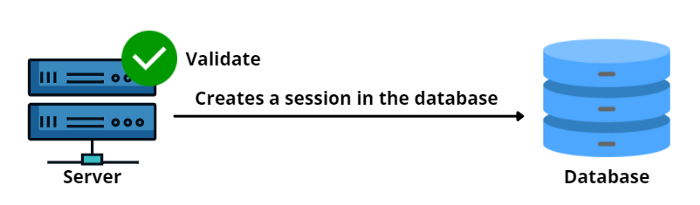 Validate
Creates a session in the database
Server
Database